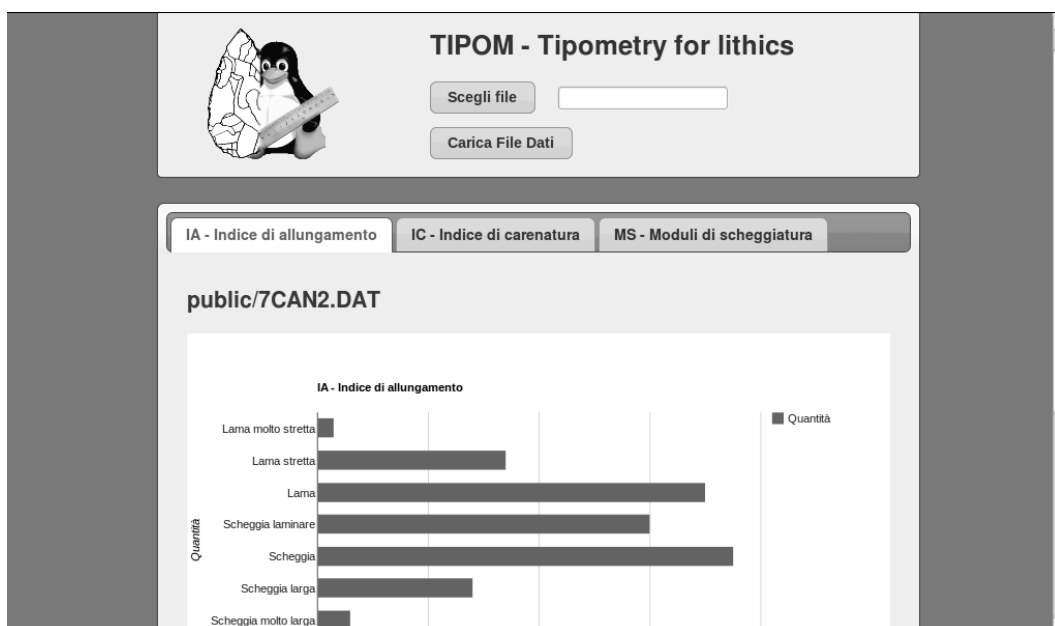 TIPOM - Tipometry for lithics
Scegli file
Carica File Dati
IA - Indice di allungamento IC - Indice di carenatura MS - Moduli di scheggiatura
public/7CAN2.DAT
IA - Indice di allungamento
Quantità
Lama molto stretta
Lama stretta
Lama
Scheggia laminare
Quantità
Scheggia
Scheggia larga
Scheggia molto larga